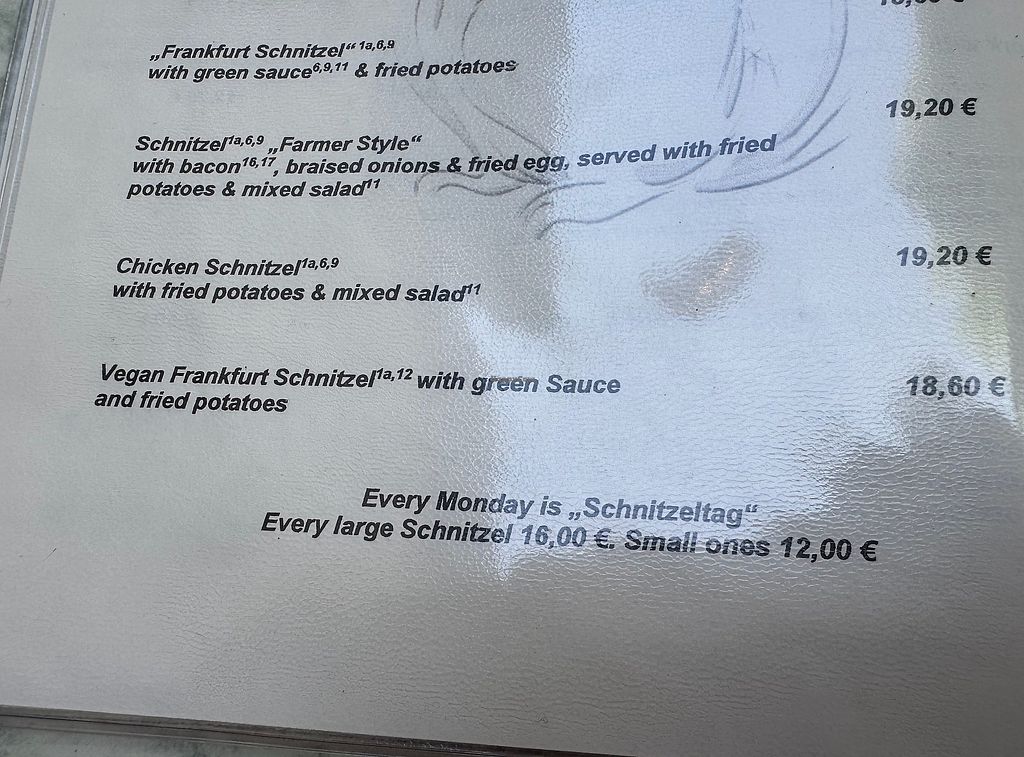 „Frankfurt Schnitzel“ 1a,6,9
with green sauce6,9,11 & fried potatoes
19,20 €
Schnitzel1a,6,9 „Farmer Style“
with bacon16,17, braised onions & fried egg, served with fried
potatoes & mixed salad11
19,20 €
Chicken Schnitzel1a,6,9
with fried potatoes & mixed salad11
Vegan Frankfurt Schnitzel1a,12 with green Sauce 18,60 €
and fried potatoes
Every Monday is „Schnitzeltag“
Every large Schnitzel 16,00 €. Small ones 12,00 €